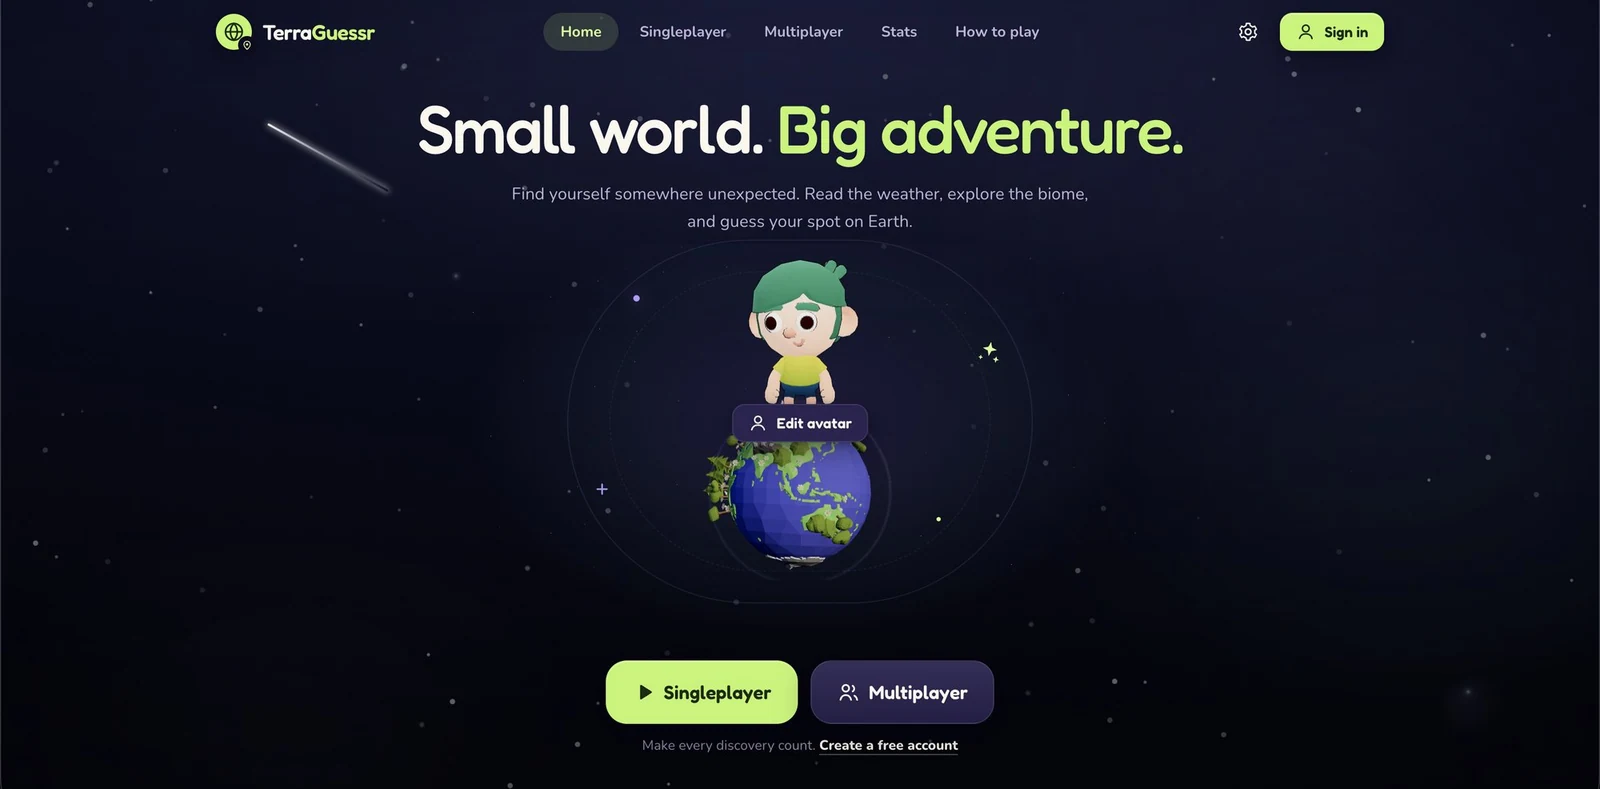 TerraGuessr
Home
Singleplayer
Multiplayer
Stats
How to play
Sign in
Small world. Big adventure.
Find yourself somewhere unexpected. Read the weather, explore the biome,
and guess your spot on Earth.
Edit avatar
Singleplayer
Multiplayer
Make every discovery count. Create a free account